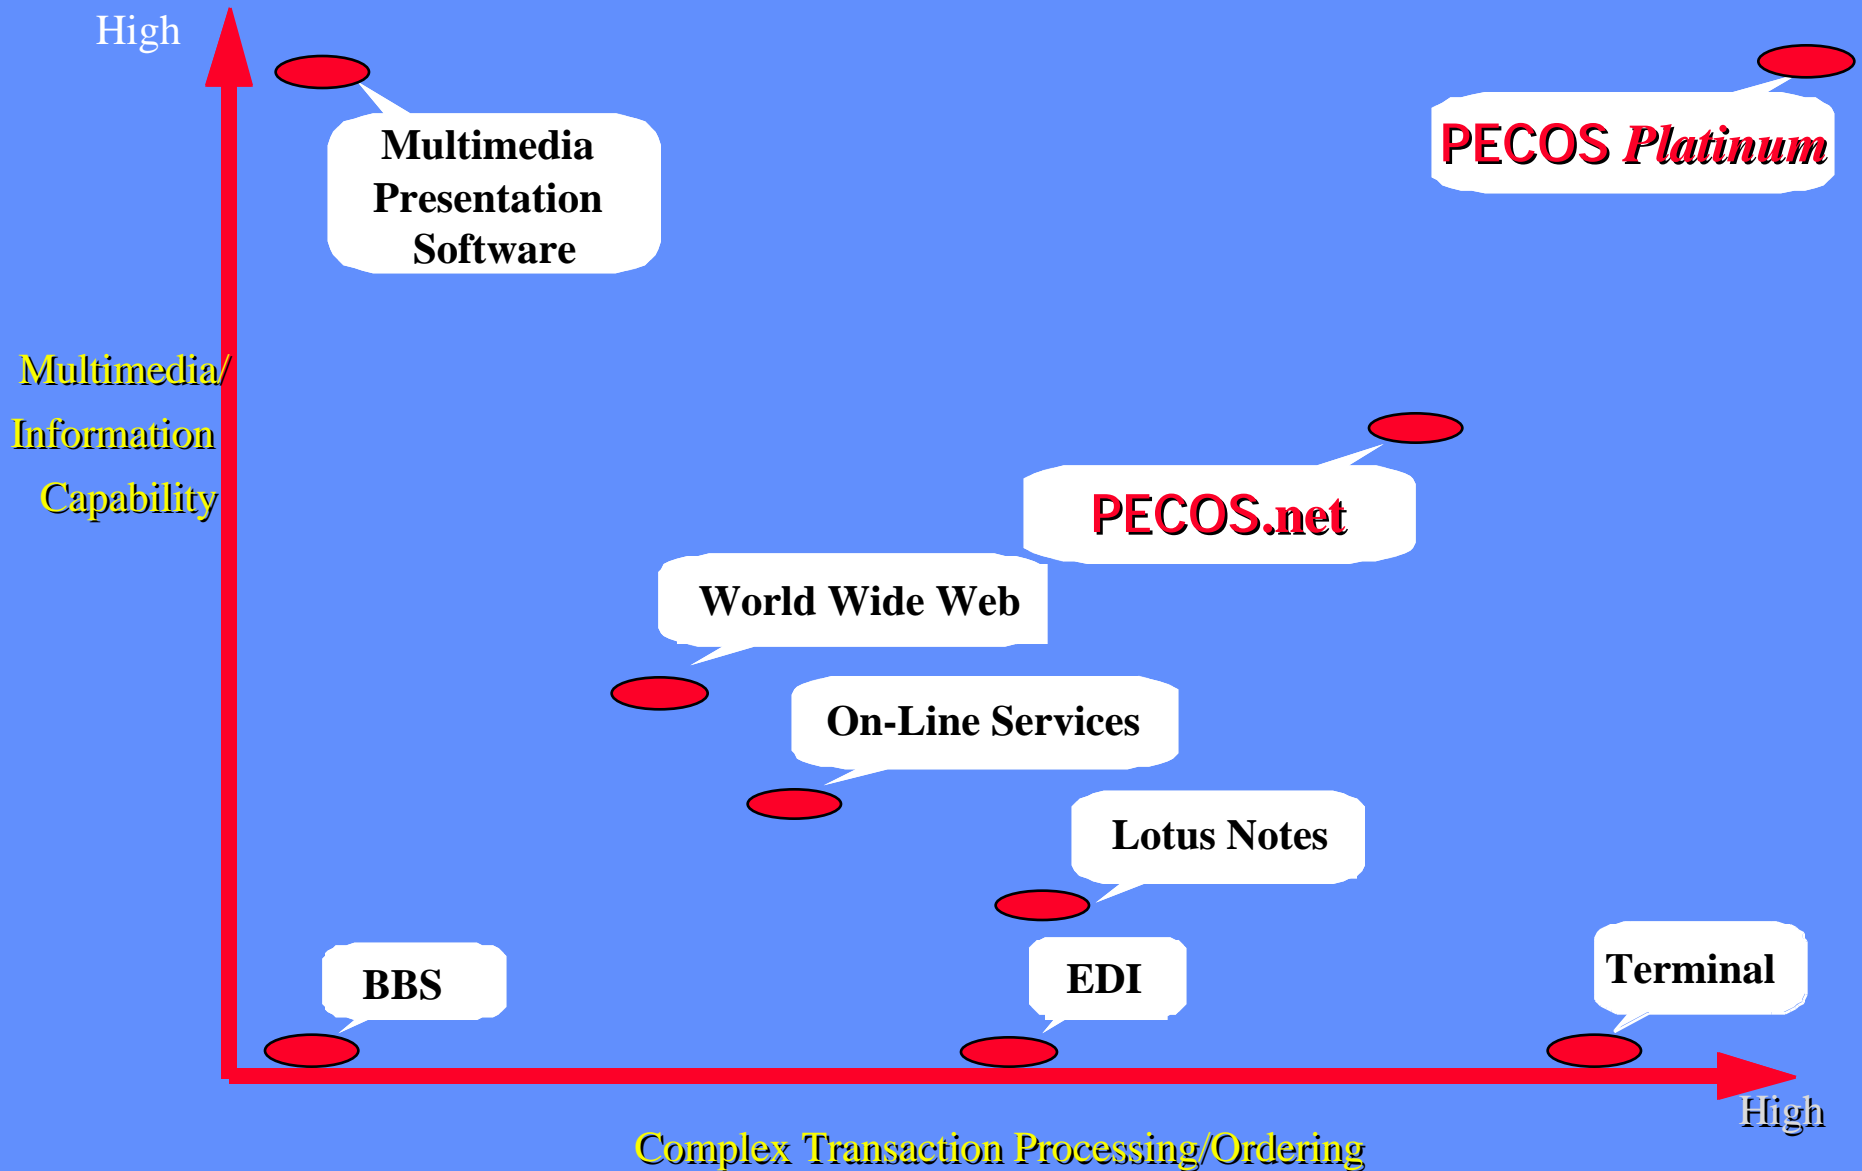 High
Multimedia
Presentation
Software
PECOS Platinum
Multimedia/
Information
Capability
PECOS.net
World Wide Web
On-Line Services
Lotus Notes
BBS
EDI
Terminal
High
Complex Transaction Processing/Ordering